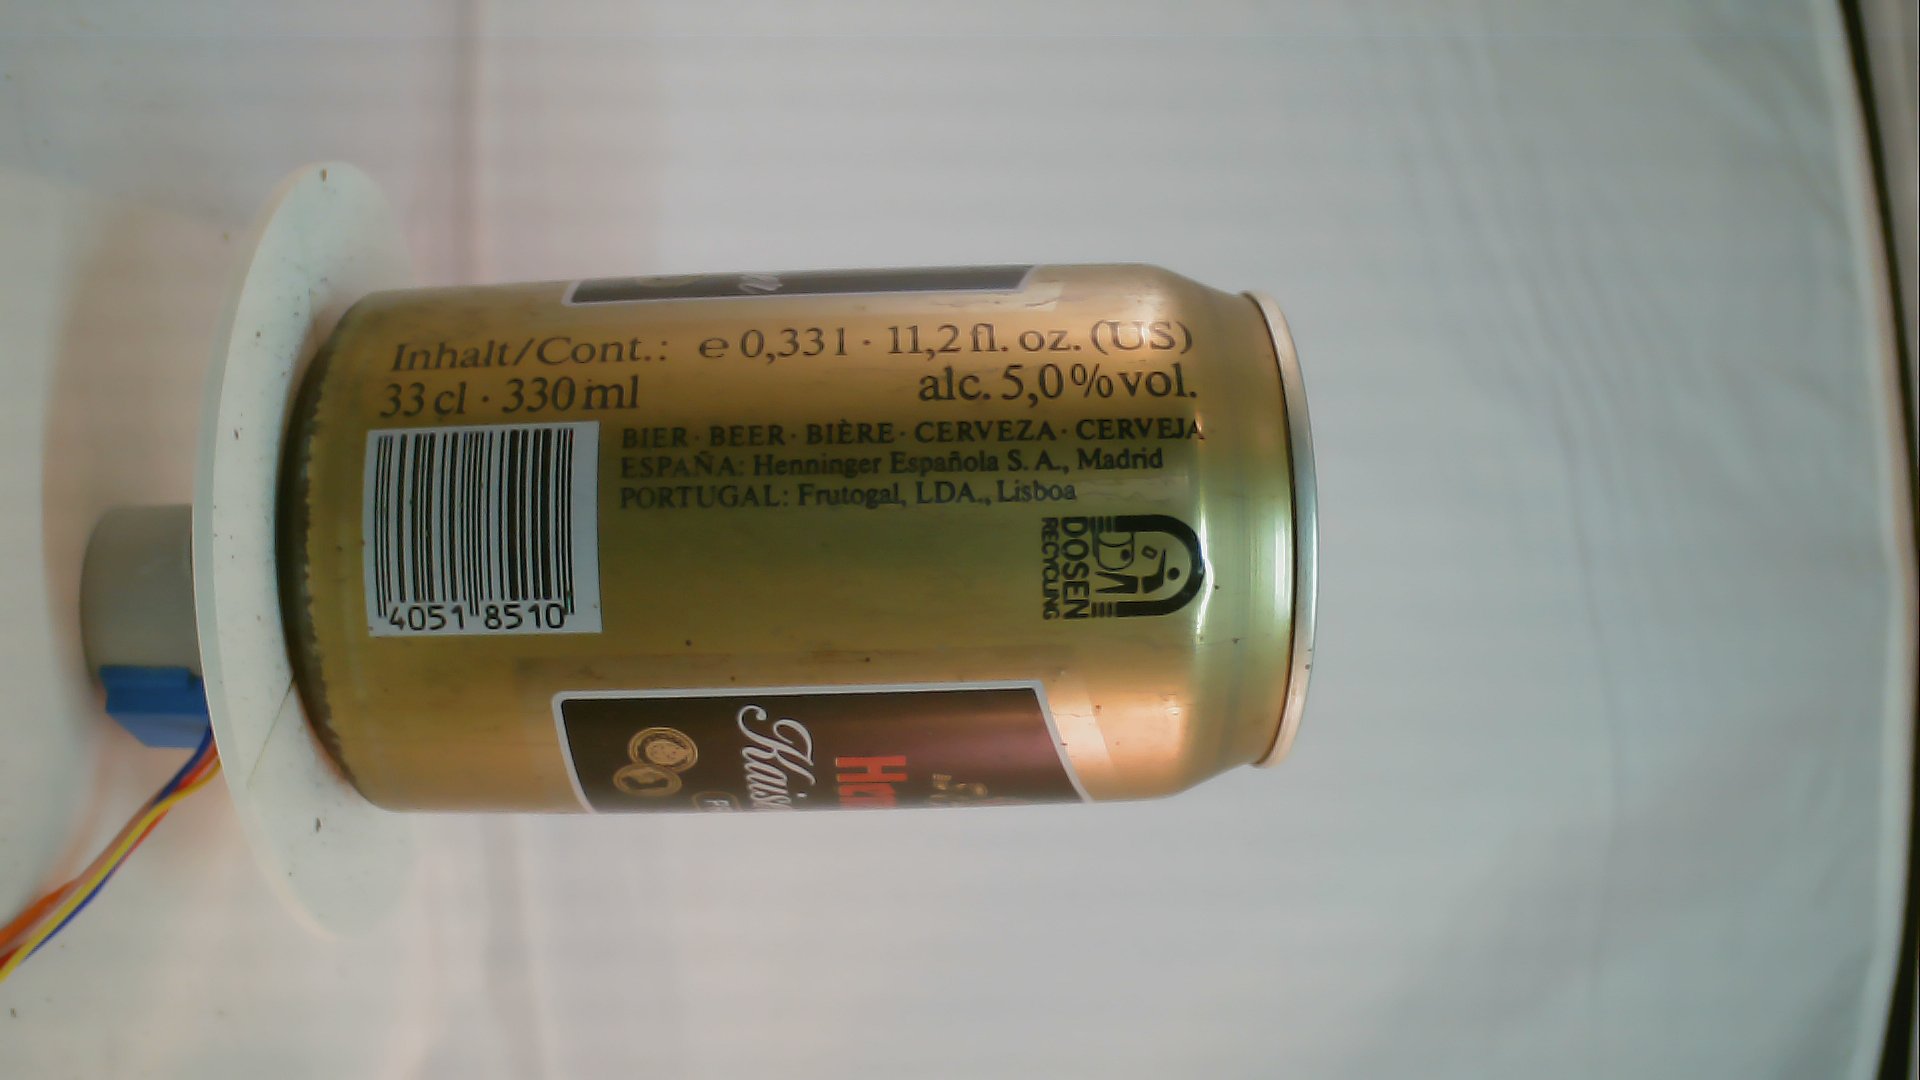 Inhalt/Cont.: e 0,33 l · 11,2 fl. oz. (US)
33 cl · 330 ml alc. 5,0 % vol.
BIER · BEER · BIÈRE · CERVEZA · CERVEJA
ESPAÑA: Henninger Española S. A., Madrid
PORTUGAL: Frutogal, LDA., Lisboa
4051 8510
DOSEN
RECYCLING